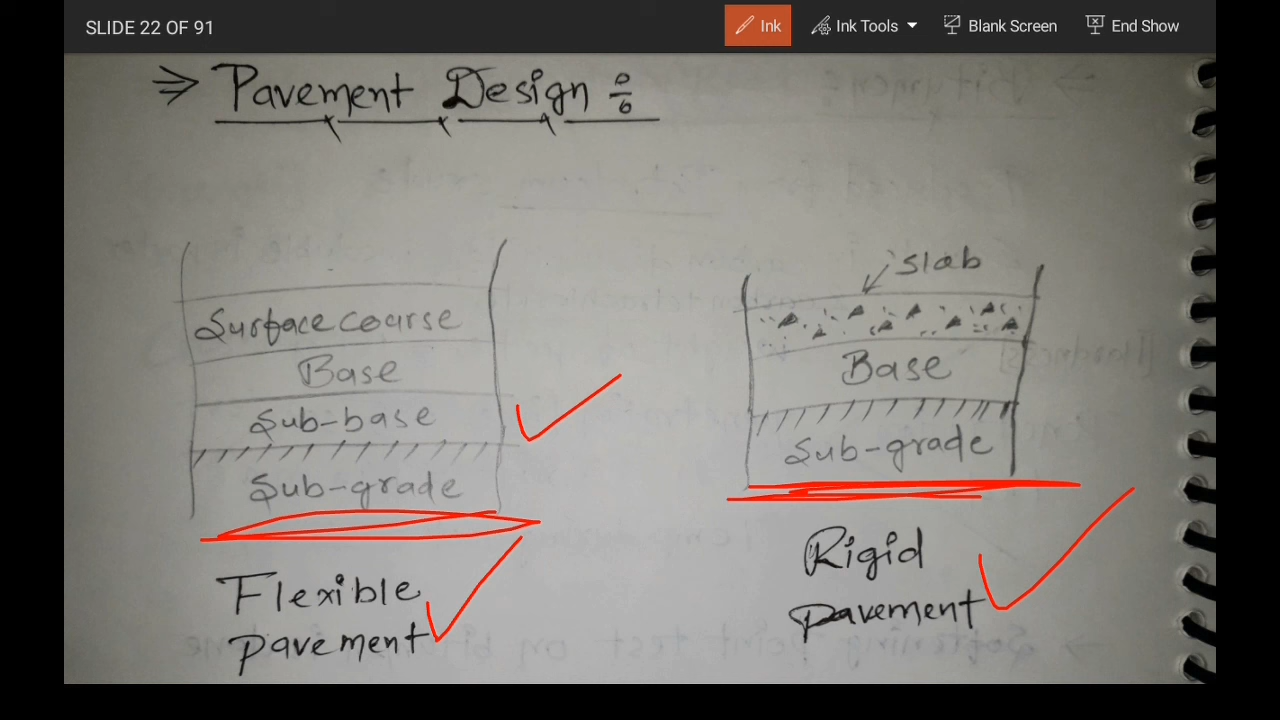 SLIDE 22 OF 91
Ink
Ink Tools
Blank Screen
End Show
⇒ Pavement Design ÷
Surface course
Base
Sub-base
Sub-grade
Flexible
pavement
slab
Base
Sub-grade
Rigid
pavement